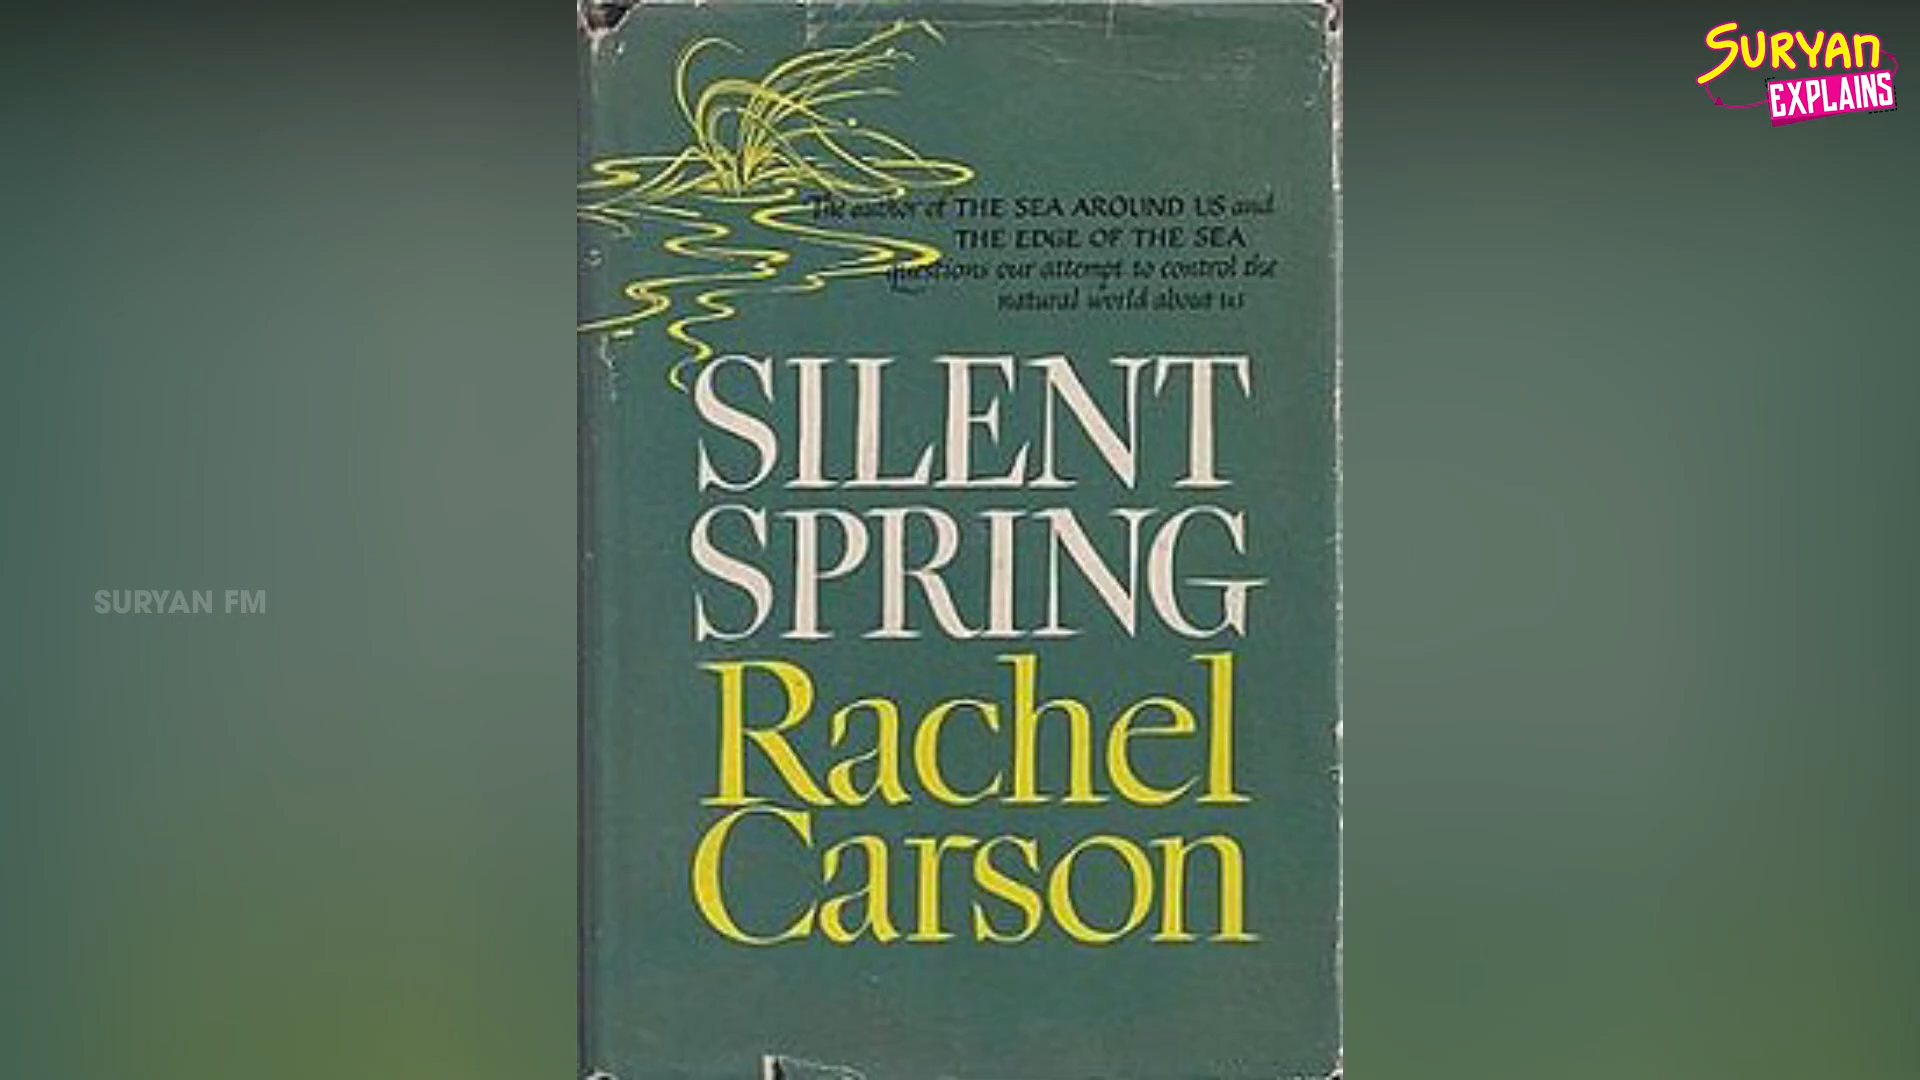 SURYAN
EXPLAINS
The author of THE SEA AROUND US and
THE EDGE OF THE SEA
questions our attempt to control the
natural world about us
SILENT
SPRING
Rachel
Carson
SURYAN FM